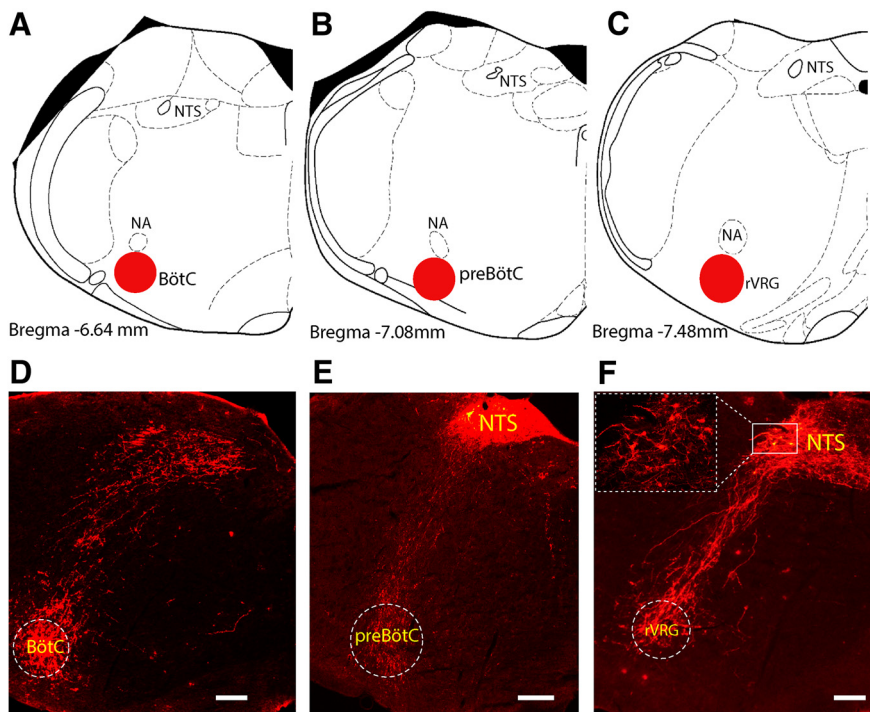 A
B
C
NTS
NTS
NTS
NA
NA
NA
BötC
preBötC
rVRG
Bregma -6.64 mm
Bregma -7.08mm
Bregma -7.48mm
D
E
F
NTS
NTS
BötC
preBötC
rVRG